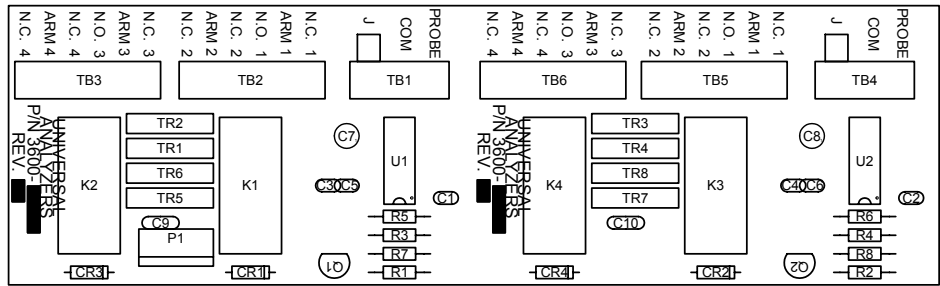 N.C. 4
ARM 4
N.C. 4
N.O. 3
ARM 3
N.C. 3
N.C. 2
ARM 2
N.C. 2
N.O. 1
ARM 1
N.C. 1
J
COM
PROBE
N.C. 4
ARM 4
N.C. 4
N.O. 3
ARM 3
N.C. 3
N.C. 2
ARM 2
N.C. 2
N.O. 1
ARM 1
N.C. 1
J
COM
PROBE
TB3
TB2
TB1
TB6
TB5
TB4
UNIVERSAL
ANALYZERS
P/N 3600-
REV.
K2
TR2
TR1
TR6
TR5
C9
P1
K1
C7
C3
C5
U1
C1
R5
R3
R7
R1
CR3
CR1
Q1
UNIVERSAL
ANALYZERS
P/N 3600-
REV.
K4
TR3
TR4
TR8
TR7
C10
K3
C8
C4
C6
U2
C2
R6
R4
R8
R2
CR4
CR2
Q2